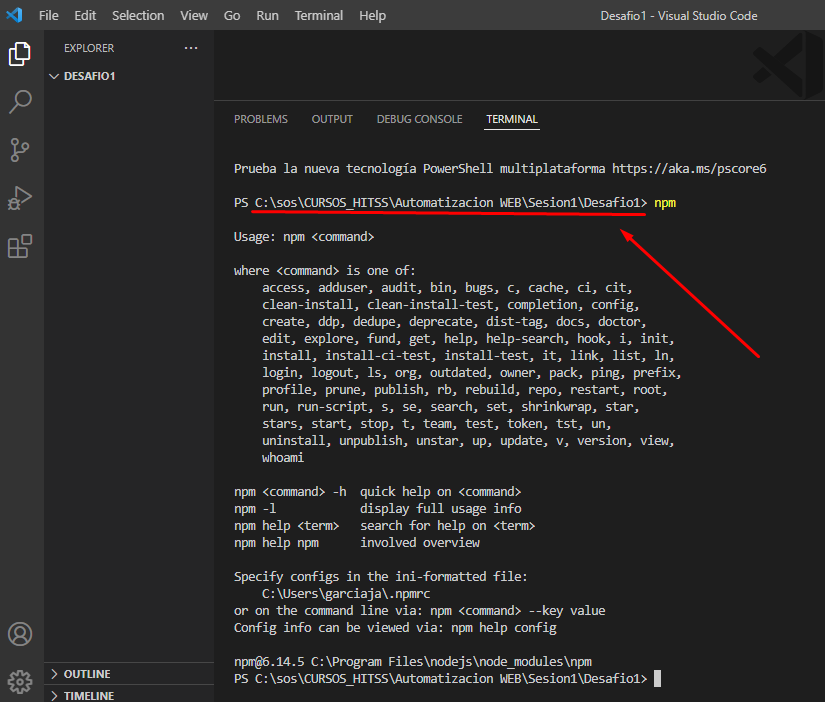 File Edit Selection View Go Run Terminal Help Desafio1 - Visual Studio Code
EXPLORER ...
DESAFIO1
PROBLEMS OUTPUT DEBUG CONSOLE TERMINAL
Prueba la nueva tecnología PowerShell multiplataforma https://aka.ms/pscore6
PS C:\sos\CURSOS_HITSS\Automatizacion WEB\Sesion1\Desafio1> npm
Usage: npm <command>
where <command> is one of:
access, adduser, audit, bin, bugs, c, cache, ci, cit,
clean-install, clean-install-test, completion, config,
create, ddp, dedupe, deprecate, dist-tag, docs, doctor,
edit, explore, fund, get, help, help-search, hook, i, init,
install, install-ci-test, install-test, it, link, list, ln,
login, logout, ls, org, outdated, owner, pack, ping, prefix,
profile, prune, publish, rb, rebuild, repo, restart, root,
run, run-script, s, se, search, set, shrinkwrap, star,
stars, start, stop, t, team, test, token, tst, un,
uninstall, unpublish, unstar, up, update, v, version, view,
whoami
npm <command> -h quick help on <command>
npm -l display full usage info
npm help <term> search for help on <term>
npm help npm involved overview
Specify configs in the ini-formatted file:
C:\Users\garciaja\.npmrc
or on the command line via: npm <command> --key value
Config info can be viewed via: npm help config
npm@6.14.5 C:\Program Files\nodejs\node_modules\npm
PS C:\sos\CURSOS_HITSS\Automatizacion WEB\Sesion1\Desafio1>
OUTLINE
TIMELINE